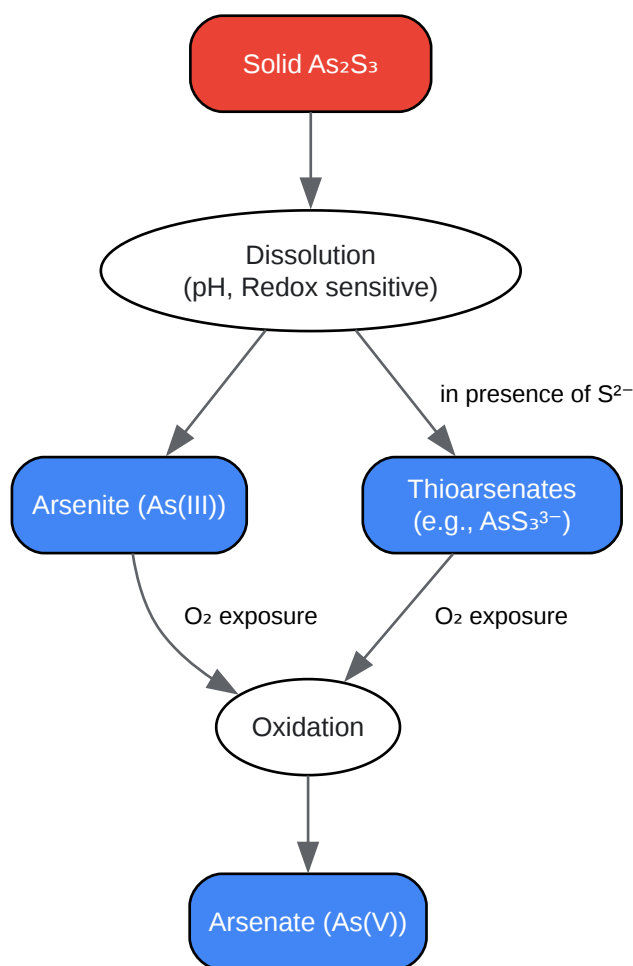 Solid As₂S₃
Dissolution
(pH, Redox sensitive)
in presence of S²⁻
Arsenite (As(III))
Thioarsenates
(e.g., AsS₃³⁻)
O₂ exposure
O₂ exposure
Oxidation
Arsenate (As(V))